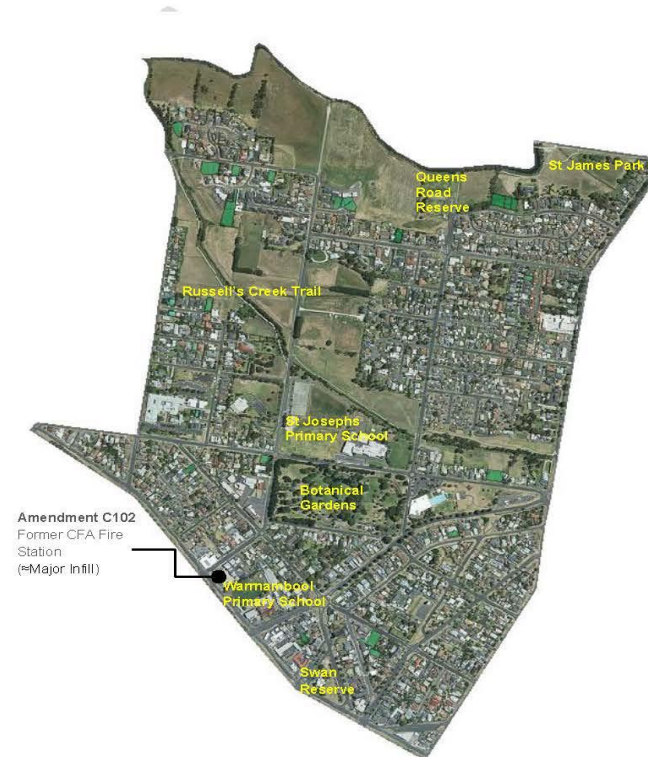 St James Park
Queens
Road
Reserve
Russell's Creek Trail
St Josephs
Primary School
Botanical
Gardens
Amendment C102
Former CFA Fire
Station
(≈Major Infill)
Warrnambool
Primary School
Swan
Reserve